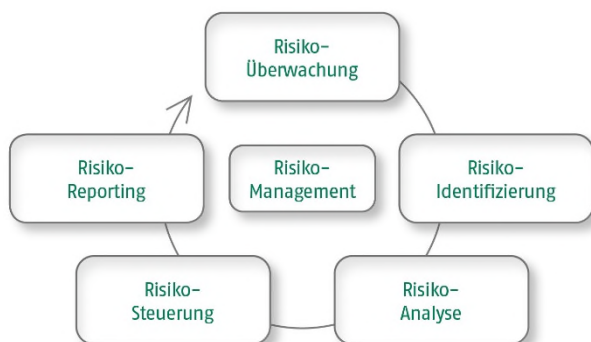 Risiko-
Überwachung
Risiko-
Reporting
Risiko-
Management
Risiko-
Identifizierung
Risiko-
Steuerung
Risiko-
Analyse